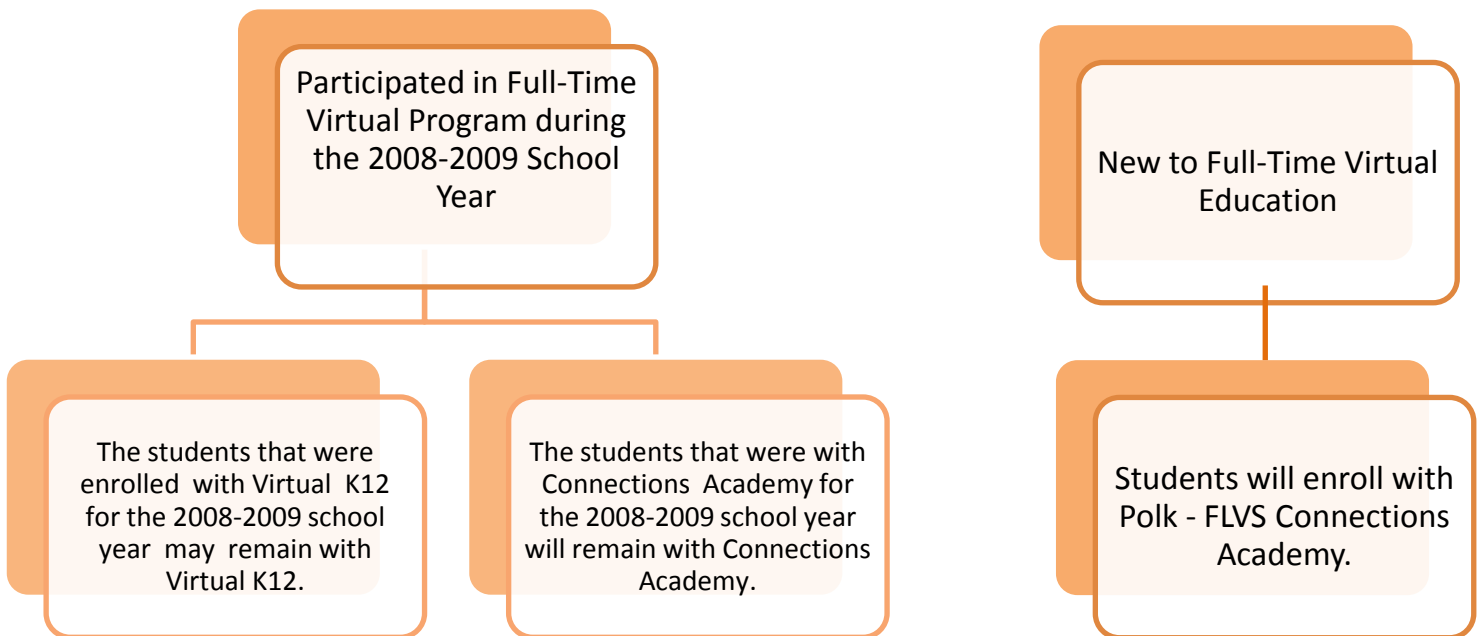 Participated in Full-Time
Virtual Program during
the 2008-2009 School
Year
New to Full-Time Virtual
Education
The students that were
enrolled with Virtual K12
for the 2008-2009 school
year may remain with
Virtual K12.
The students that were with
Connections Academy for
the 2008-2009 school year
will remain with Connections
Academy.
Students will enroll with
Polk - FLVS Connections
Academy.